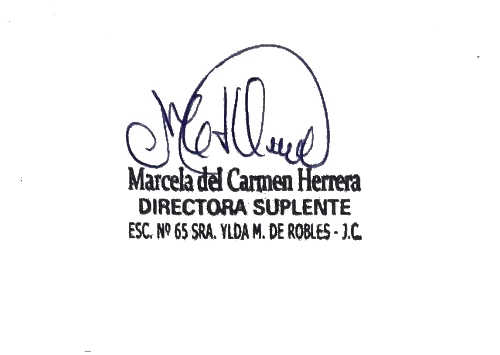 Marcela del Carmen Herrera
DIRECTORA SUPLENTE
ESC. Nº 65 SRA. YLDA M. DE ROBLES - J.C.